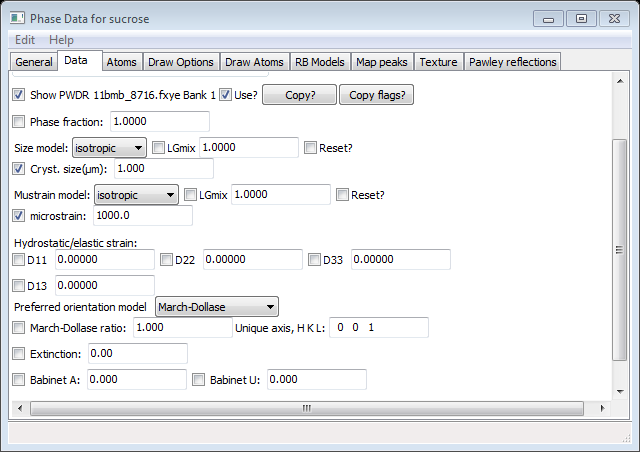 Phase Data for sucrose
Edit Help
General Data Atoms Draw Options Draw Atoms RB Models Map peaks Texture Pawley reflections
Show PWDR 11bmb_8716.fxye Bank 1 Use? Copy? Copy flags?
Phase fraction: 1.0000
Size model: isotropic LGmix 1.0000 Reset?
Cryst. size(μm): 1.000
Mustrain model: isotropic LGmix 1.0000 Reset?
microstrain: 1000.0
Hydrostatic/elastic strain:
D11 0.00000 D22 0.00000 D33 0.00000
D13 0.00000
Preferred orientation model March-Dollase
March-Dollase ratio: 1.000 Unique axis, H K L: 0 0 1
Extinction: 0.00
Babinet A: 0.000 Babinet U: 0.000